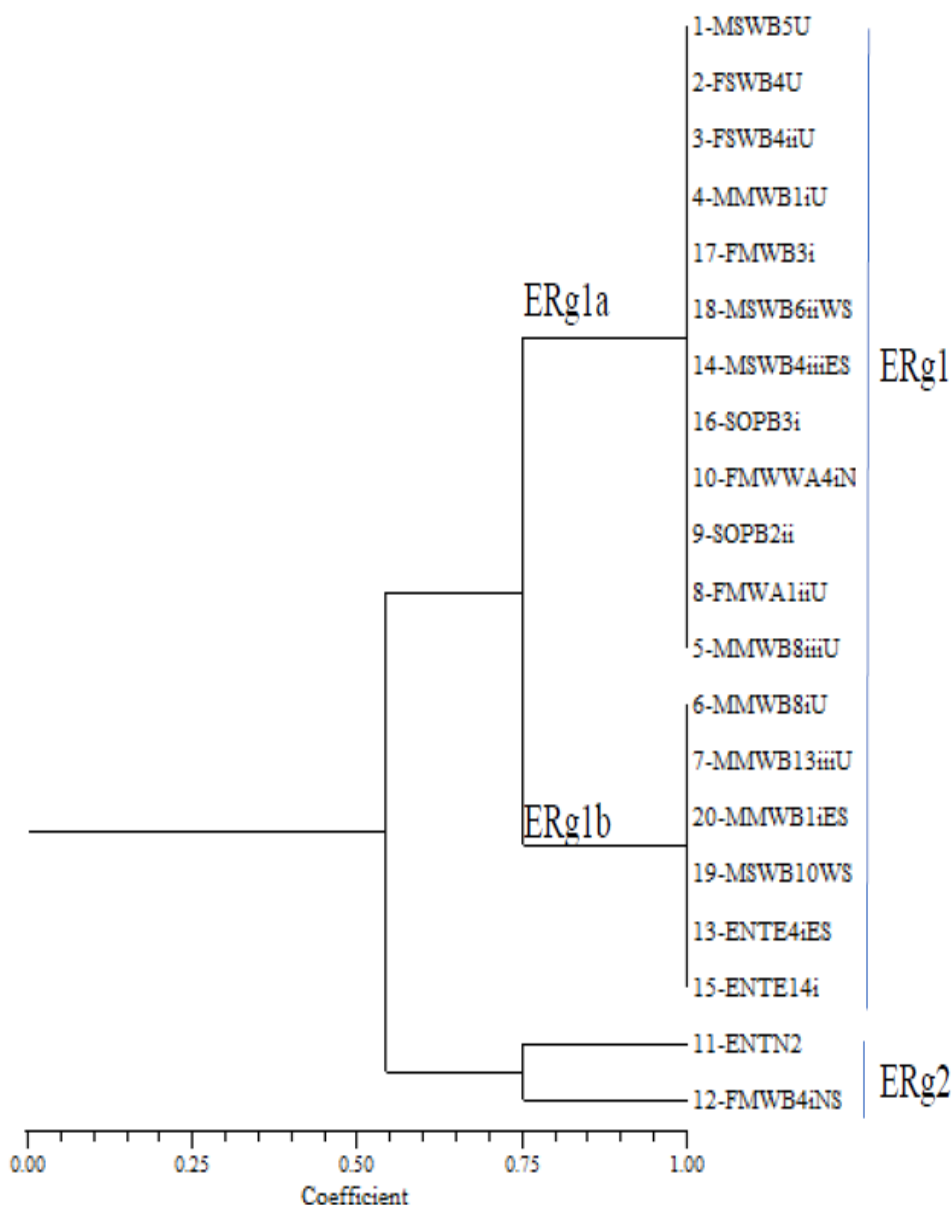 1-MSWB5U
2-FSWB4U
3-FSWB4iiU
4-MMWB1iU
17-FMWB3i
ERg1a
18-MSWB6iiWS
14-MSWB4iiiES
ERg1
16-SOPB3i
10-FMWWA4iN
9-SOPB2ii
8-FMWA1iiU
5-MMWB8iiiU
6-MMWB8iU
7-MMWB13iiiU
20-MMWB1iES
ERg1b
19-MSWB10WS
13-ENTE4iES
15-ENTE14i
11-ENTN2
ERg2
12-FMWB4iNS
0.00 0.25 0.50 0.75 1.00
Coefficient